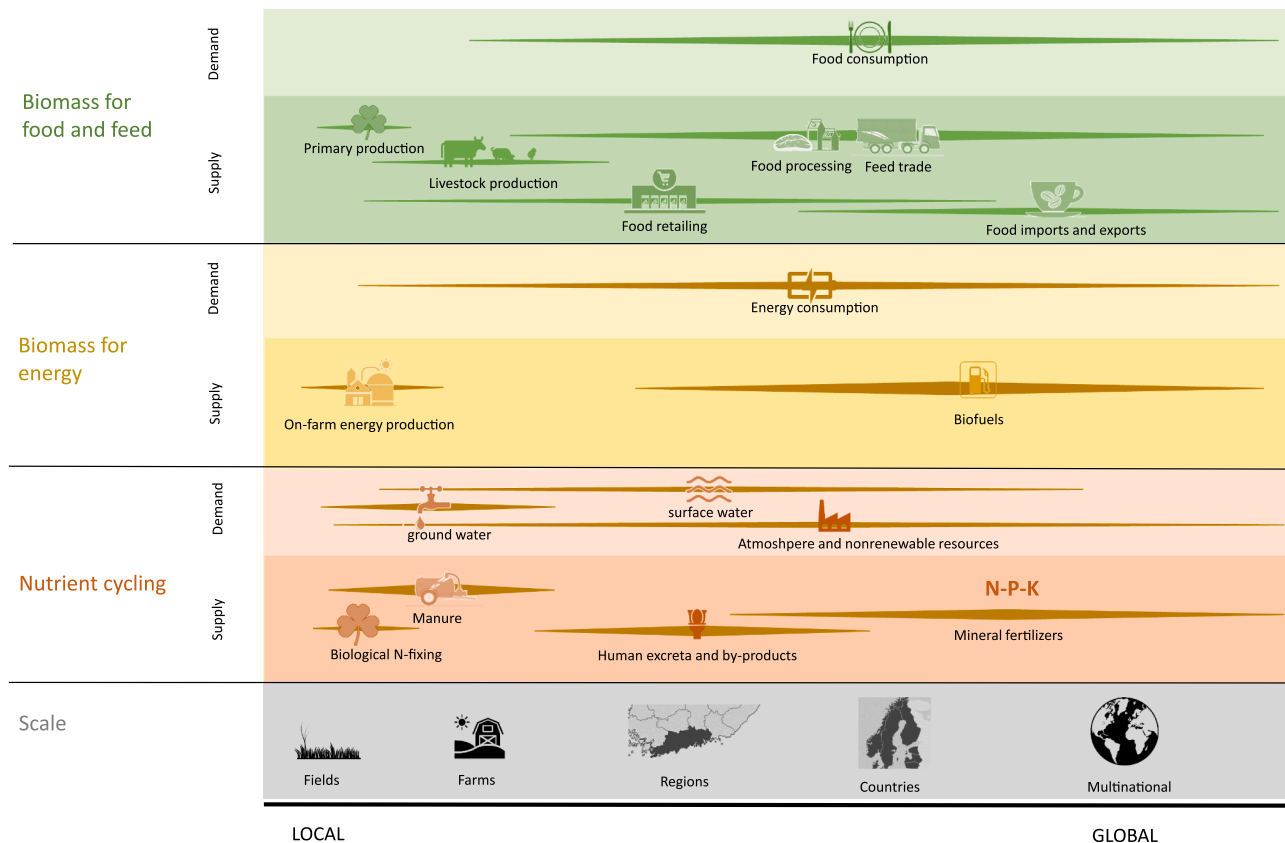 Biomass for
food and feed
Demand
Food consumption
Supply
Primary production
Livestock production
Food processing
Feed trade
Food retailing
Food imports and exports
Biomass for
energy
Demand
Energy consumption
Supply
On-farm energy production
Biofuels
Nutrient cycling
Demand
surface water
ground water
Atmoshpere and nonrenewable resources
Supply
Manure
N-P-K
Mineral fertilizers
Biological N-fixing
Human excreta and by-products
Scale
Fields
Farms
Regions
Countries
Multinational
LOCAL
GLOBAL